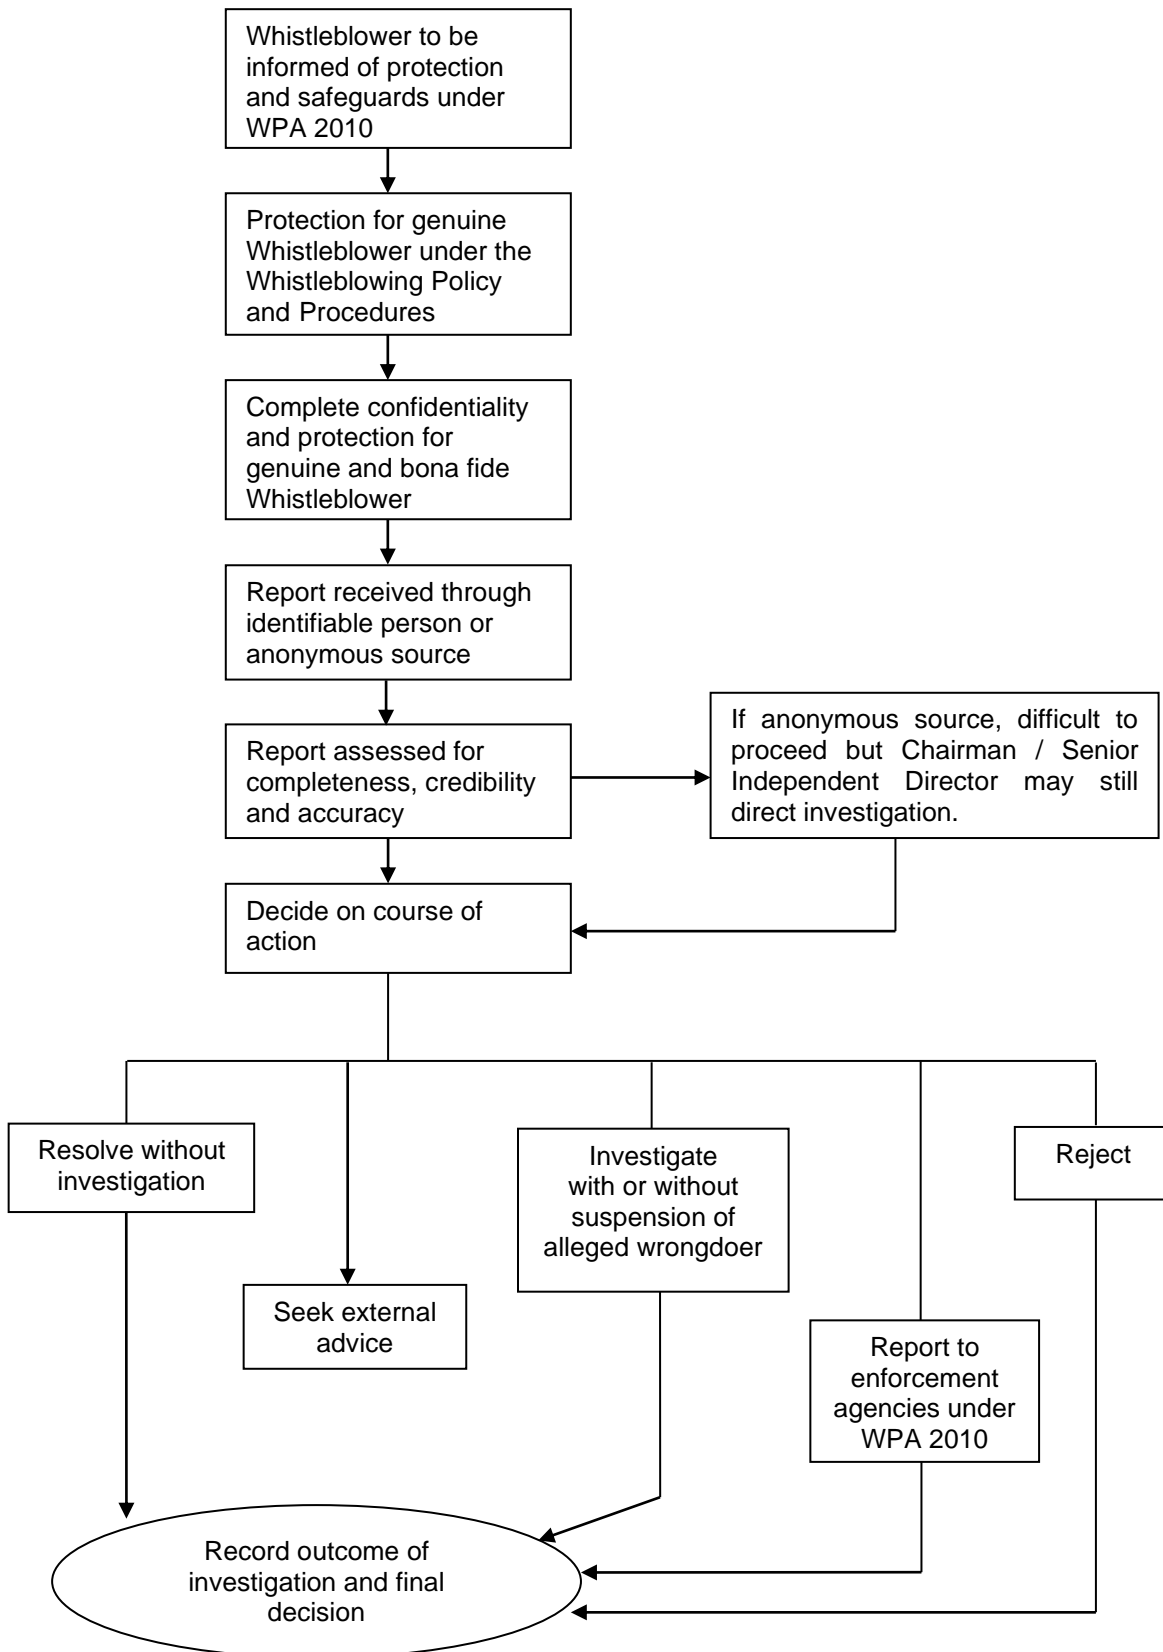 Whistleblower to be
informed of protection
and safeguards under
WPA 2010
Protection for genuine
Whistleblower under the
Whistleblowing Policy
and Procedures
Complete confidentiality
and protection for
genuine and bona fide
Whistleblower
Report received through
identifiable person or
anonymous source
Report assessed for
completeness, credibility
and accuracy
If anonymous source, difficult to
proceed but Chairman / Senior
Independent Director may still
direct investigation.
Decide on course of
action
Resolve without
investigation
Seek external
advice
Investigate
with or without
suspension of
alleged wrongdoer
Report to
enforcement
agencies under
WPA 2010
Reject
Record outcome of
investigation and final
decision